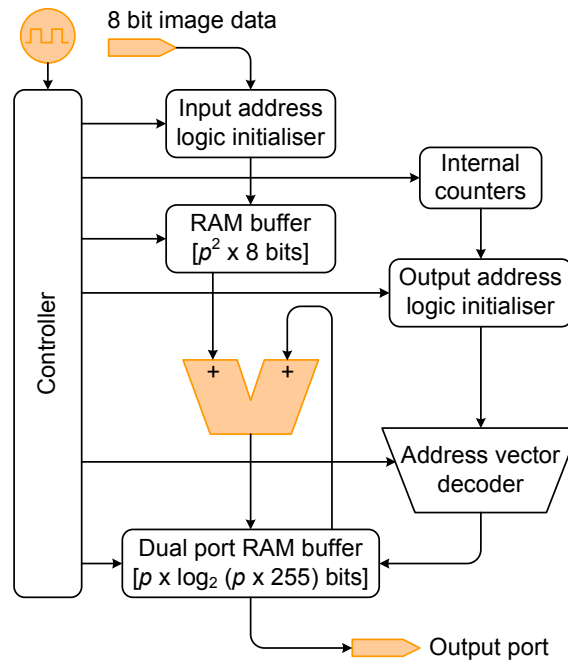 8 bit image data
Input address
logic initialiser
Internal
counters
RAM buffer
[p² x 8 bits]
Output address
logic initialiser
Controller
+ +
Address vector
decoder
Dual port RAM buffer
[p x log₂ (p x 255) bits]
Output port